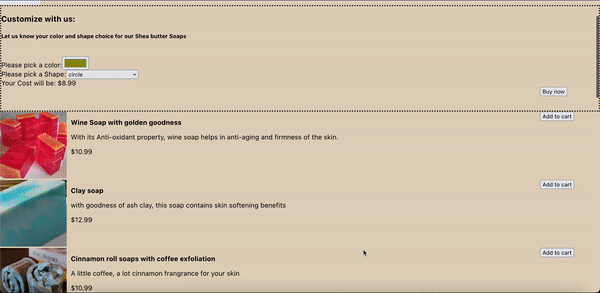 Customize with us:
Let us know your color and shape choice for our Shea butter Soaps
Please pick a color:
Please pick a Shape: circle
Your Cost will be: $8.99
Buy now
Wine Soap with golden goodness
Add to cart
With its Anti-oxidant property, wine soap helps in anti-aging and firmness of the skin.
$10.99
Clay soap
Add to cart
with goodness of ash clay, this soap contains skin softening benefits
$12.99
Cinnamon roll soaps with coffee exfoliation
Add to cart
A little coffee, a lot cinnamon frangrance for your skin
$10.99